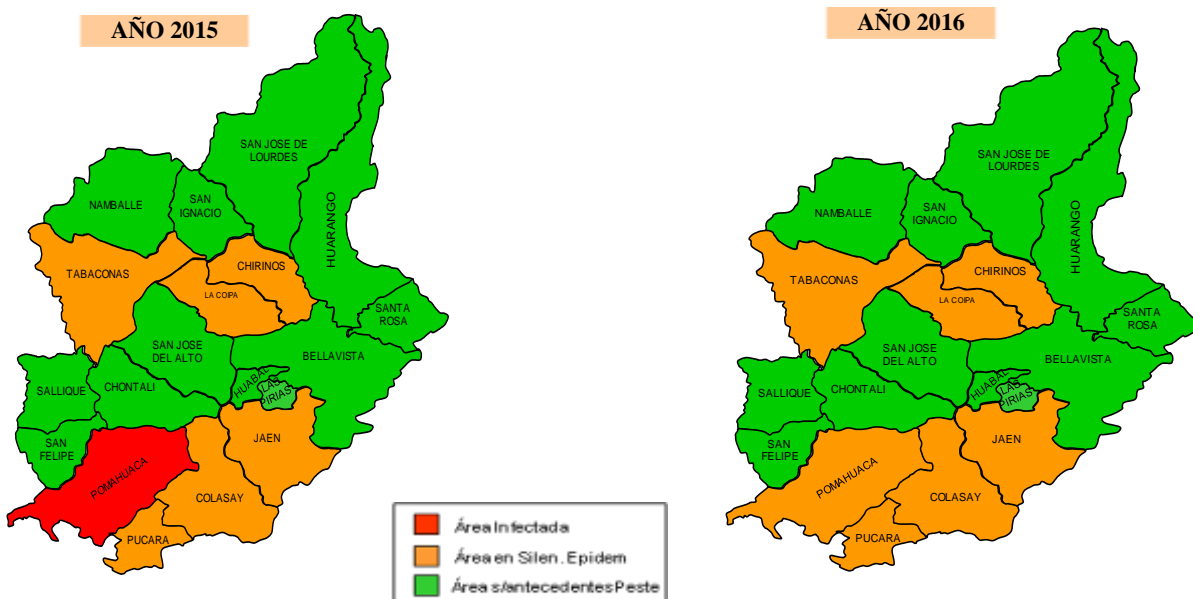 AÑO 2015
SAN JOSE DE
LOURDES
HUARANGO
NAMBALLE
SAN
IGNACIO
TABACONAS
CHIRINOS
LA COIPA
SANTA
ROSA
SAN JOSE
DEL ALTO
BELLAVISTA
HUABAL
LAS
PIRIAS
SALLIQUE
CHONTALI
SAN
FELIPE
JAEN
POMAHUACA
COLASAY
PUCARA
Área Infectada
Área en Silen. Epidem
Área s/antecedentes Peste
AÑO 2016
SAN JOSE DE
LOURDES
HUARANGO
NAMBALLE
SAN
IGNACIO
TABACONAS
CHIRINOS
LA COIPA
SANTA
ROSA
SAN JOSE
DEL ALTO
BELLAVISTA
HUABAL
LAS
PIRIAS
SALLIQUE
CHONTALI
SAN
FELIPE
JAEN
POMAHUACA
COLASAY
PUCARA